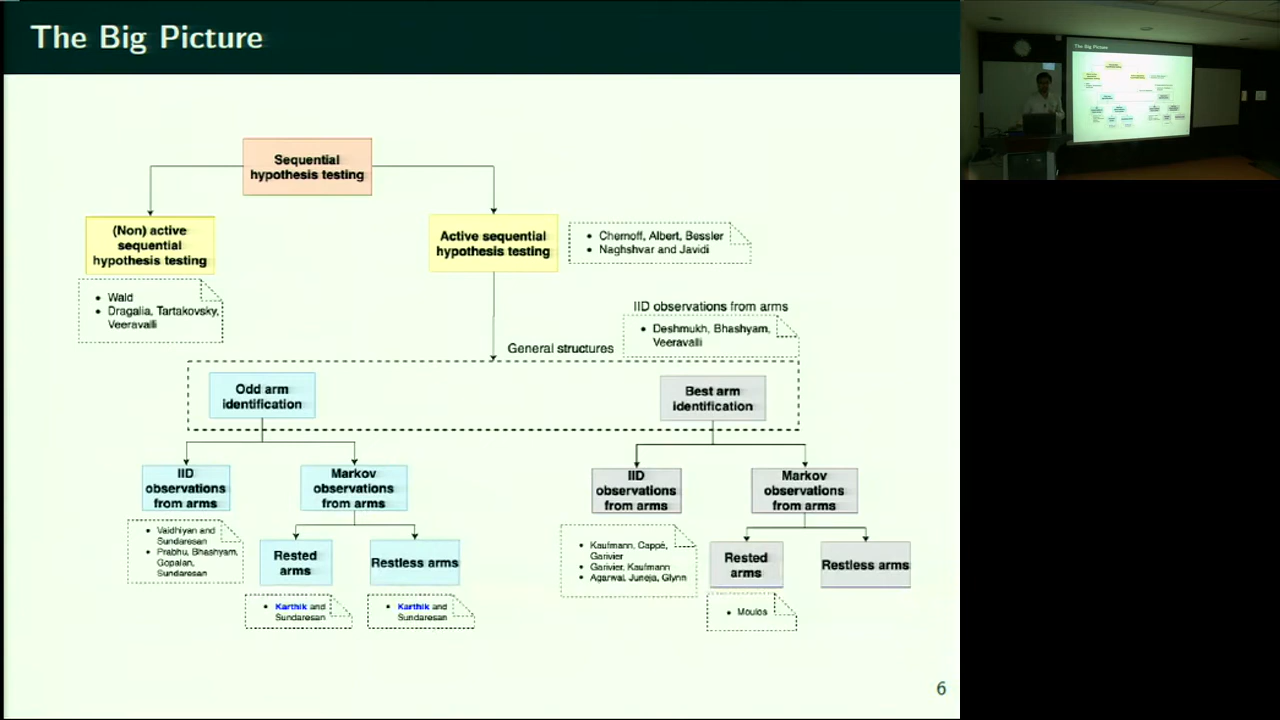 The Big Picture
Sequential
hypothesis testing
(Non) active
sequential
hypothesis testing
• Wald
• Dragalia, Tartakovsky,
Veeravalli
Active sequential
hypothesis testing
• Chernoff, Albert, Bessler
• Naghshvar and Javidi
IID observations from arms
• Deshmukh, Bhashyam,
Veeravalli
General structures
Odd arm
identification
Best arm
identification
IID
observations
from arms
• Vaidhiyan and
Sundaresan
• Prabhu, Bhashyam,
Gopalan,
Sundaresan
Markov
observations
from arms
Rested
arms
• Karthik and
Sundaresan
Restless arms
• Karthik and
Sundaresan
IID
observations
from arms
• Kaufmann, Cappé,
Garivier
• Garivier, Kaufmann
• Agarwal, Juneja, Glynn
Markov
observations
from arms
Rested
arms
• Moulos
Restless arms
6
The Big Picture